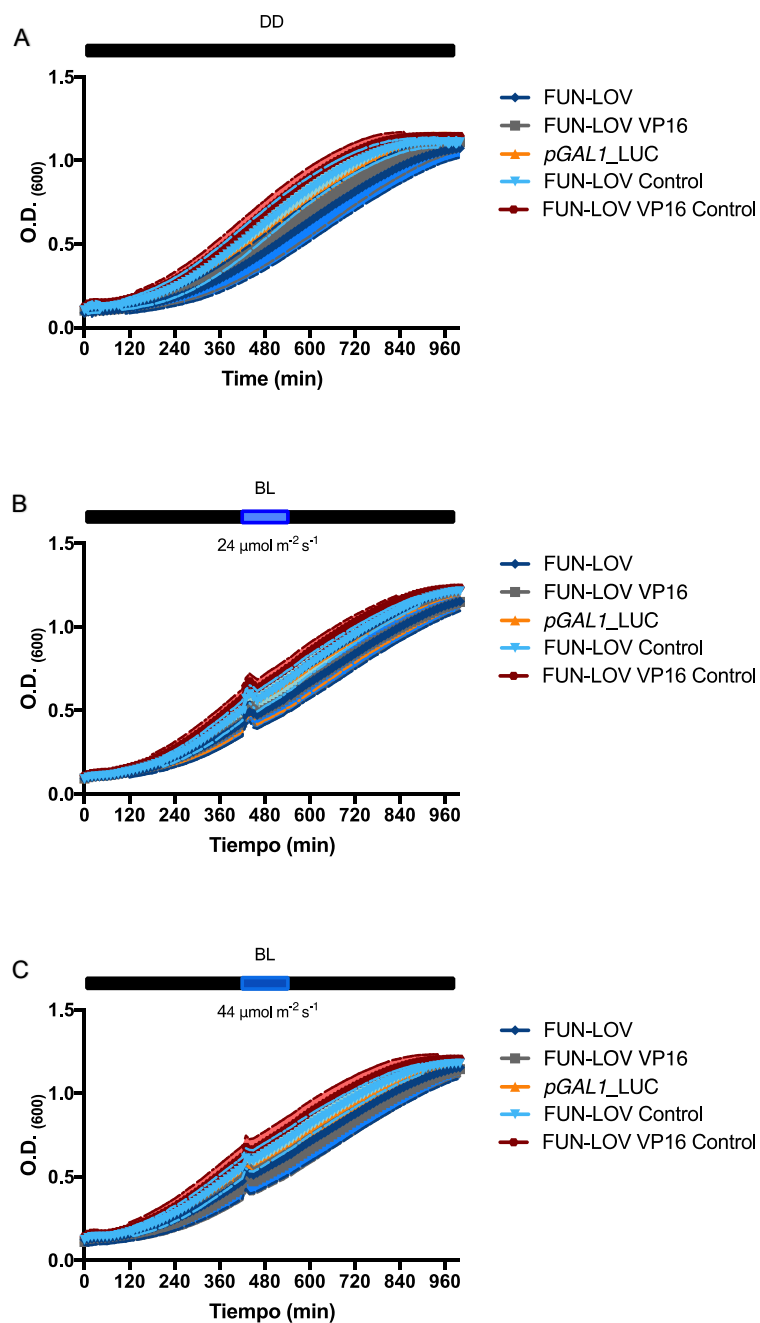 A
DD
1.5
1.0
0.5
0.0
O.D. (600)
0 120 240 360 480 600 720 840 960
Time (min)
FUN-LOV
FUN-LOV VP16
pGAL1_LUC
FUN-LOV Control
FUN-LOV VP16 Control
B
BL
24 µmol m⁻² s⁻¹
1.5
1.0
0.5
0.0
O.D. (600)
0 120 240 360 480 600 720 840 960
Tiempo (min)
FUN-LOV
FUN-LOV VP16
pGAL1_LUC
FUN-LOV Control
FUN-LOV VP16 Control
C
BL
44 µmol m⁻² s⁻¹
1.5
1.0
0.5
0.0
O.D. (600)
0 120 240 360 480 600 720 840 960
Tiempo (min)
FUN-LOV
FUN-LOV VP16
pGAL1_LUC
FUN-LOV Control
FUN-LOV VP16 Control